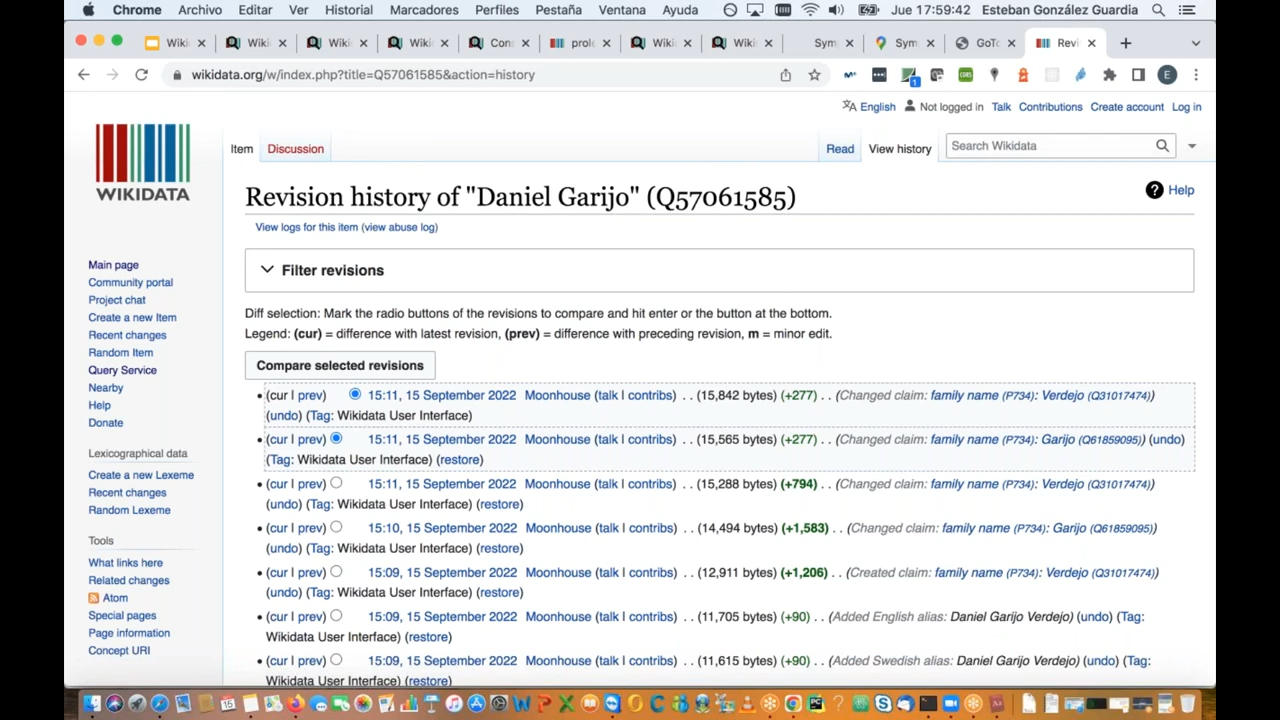 Chrome Archivo Editar Ver Historial Marcadores Perfiles Pestaña Ventana Ayuda Jue 17:59:42 Esteban González Guardia
Wiki Wiki Wiki Wiki Con prol Wiki Wiki Sym Sym GoTo Revi
wikidata.org/w/index.php?title=Q57061585&action=history
English Not logged in Talk Contributions Create account Log in
Item Discussion Read View history Search Wikidata
WIKIDATA
Revision history of "Daniel Garijo" (Q57061585)
Help
View logs for this item (view abuse log)
Filter revisions
Diff selection: Mark the radio buttons of the revisions to compare and hit enter or the button at the bottom.
Legend: (cur) = difference with latest revision, (prev) = difference with preceding revision, m = minor edit.
Compare selected revisions
(cur | prev) 15:11, 15 September 2022 Moonhouse (talk | contribs) . . (15,842 bytes) (+277) . . (Changed claim: family name (P734): Verdejo (Q31017474))
(undo) (Tag: Wikidata User Interface)
(cur | prev) 15:11, 15 September 2022 Moonhouse (talk | contribs) . . (15,565 bytes) (+277) . . (Changed claim: family name (P734): Garijo (Q61859095)) (undo)
(Tag: Wikidata User Interface) (restore)
(cur | prev) 15:11, 15 September 2022 Moonhouse (talk | contribs) . . (15,288 bytes) (+794) . . (Changed claim: family name (P734): Verdejo (Q31017474))
(undo) (Tag: Wikidata User Interface) (restore)
(cur | prev) 15:10, 15 September 2022 Moonhouse (talk | contribs) . . (14,494 bytes) (+1,583) . . (Changed claim: family name (P734): Garijo (Q61859095))
(undo) (Tag: Wikidata User Interface) (restore)
(cur | prev) 15:09, 15 September 2022 Moonhouse (talk | contribs) . . (12,911 bytes) (+1,206) . . (Created claim: family name (P734): Verdejo (Q31017474))
(undo) (Tag: Wikidata User Interface) (restore)
(cur | prev) 15:09, 15 September 2022 Moonhouse (talk | contribs) . . (11,705 bytes) (+90) . . (Added English alias: Daniel Garijo Verdejo) (undo) (Tag:
Wikidata User Interface) (restore)
(cur | prev) 15:09, 15 September 2022 Moonhouse (talk | contribs) . . (11,615 bytes) (+90) . . (Added Swedish alias: Daniel Garijo Verdejo) (undo) (Tag:
Wikidata User Interface) (restore)
Main page
Community portal
Project chat
Create a new Item
Recent changes
Random Item
Query Service
Nearby
Help
Donate
Lexicographical data
Create a new Lexeme
Recent changes
Random Lexeme
Tools
What links here
Related changes
Atom
Special pages
Page information
Concept URI